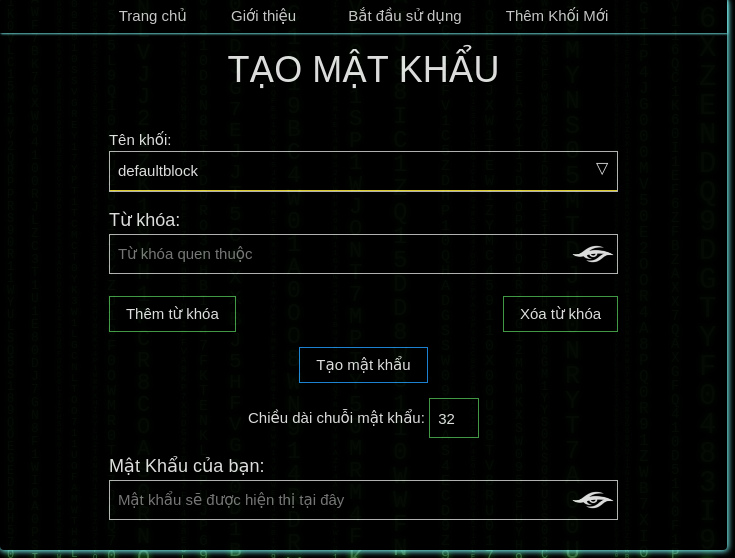 Trang chủ Giới thiệu Bắt đầu sử dụng Thêm Khối Mới
TẠO MẬT KHẨU
Tên khối:
defaultblock
Từ khóa:
Từ khóa quen thuộc
Thêm từ khóa Xóa từ khóa
Tạo mật khẩu
Chiều dài chuỗi mật khẩu: 32
Mật Khẩu của bạn:
Mật khẩu sẽ được hiện thị tại đây